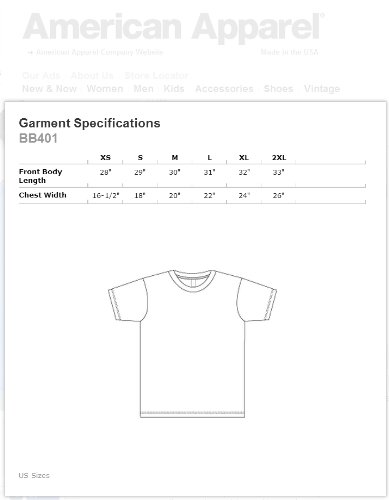 American Apparel®
American Apparel Company Website
Made in the USA
Our Ads About Us Store Locator
New & Now Women Men Kids Accessories Shoes Vintage
Garment Specifications
BB401
XS S M L XL 2XL
Front Body Length 28" 29" 30" 31" 32" 33"
Chest Width 16-1/2" 18" 20" 22" 24" 26"
US Sizes